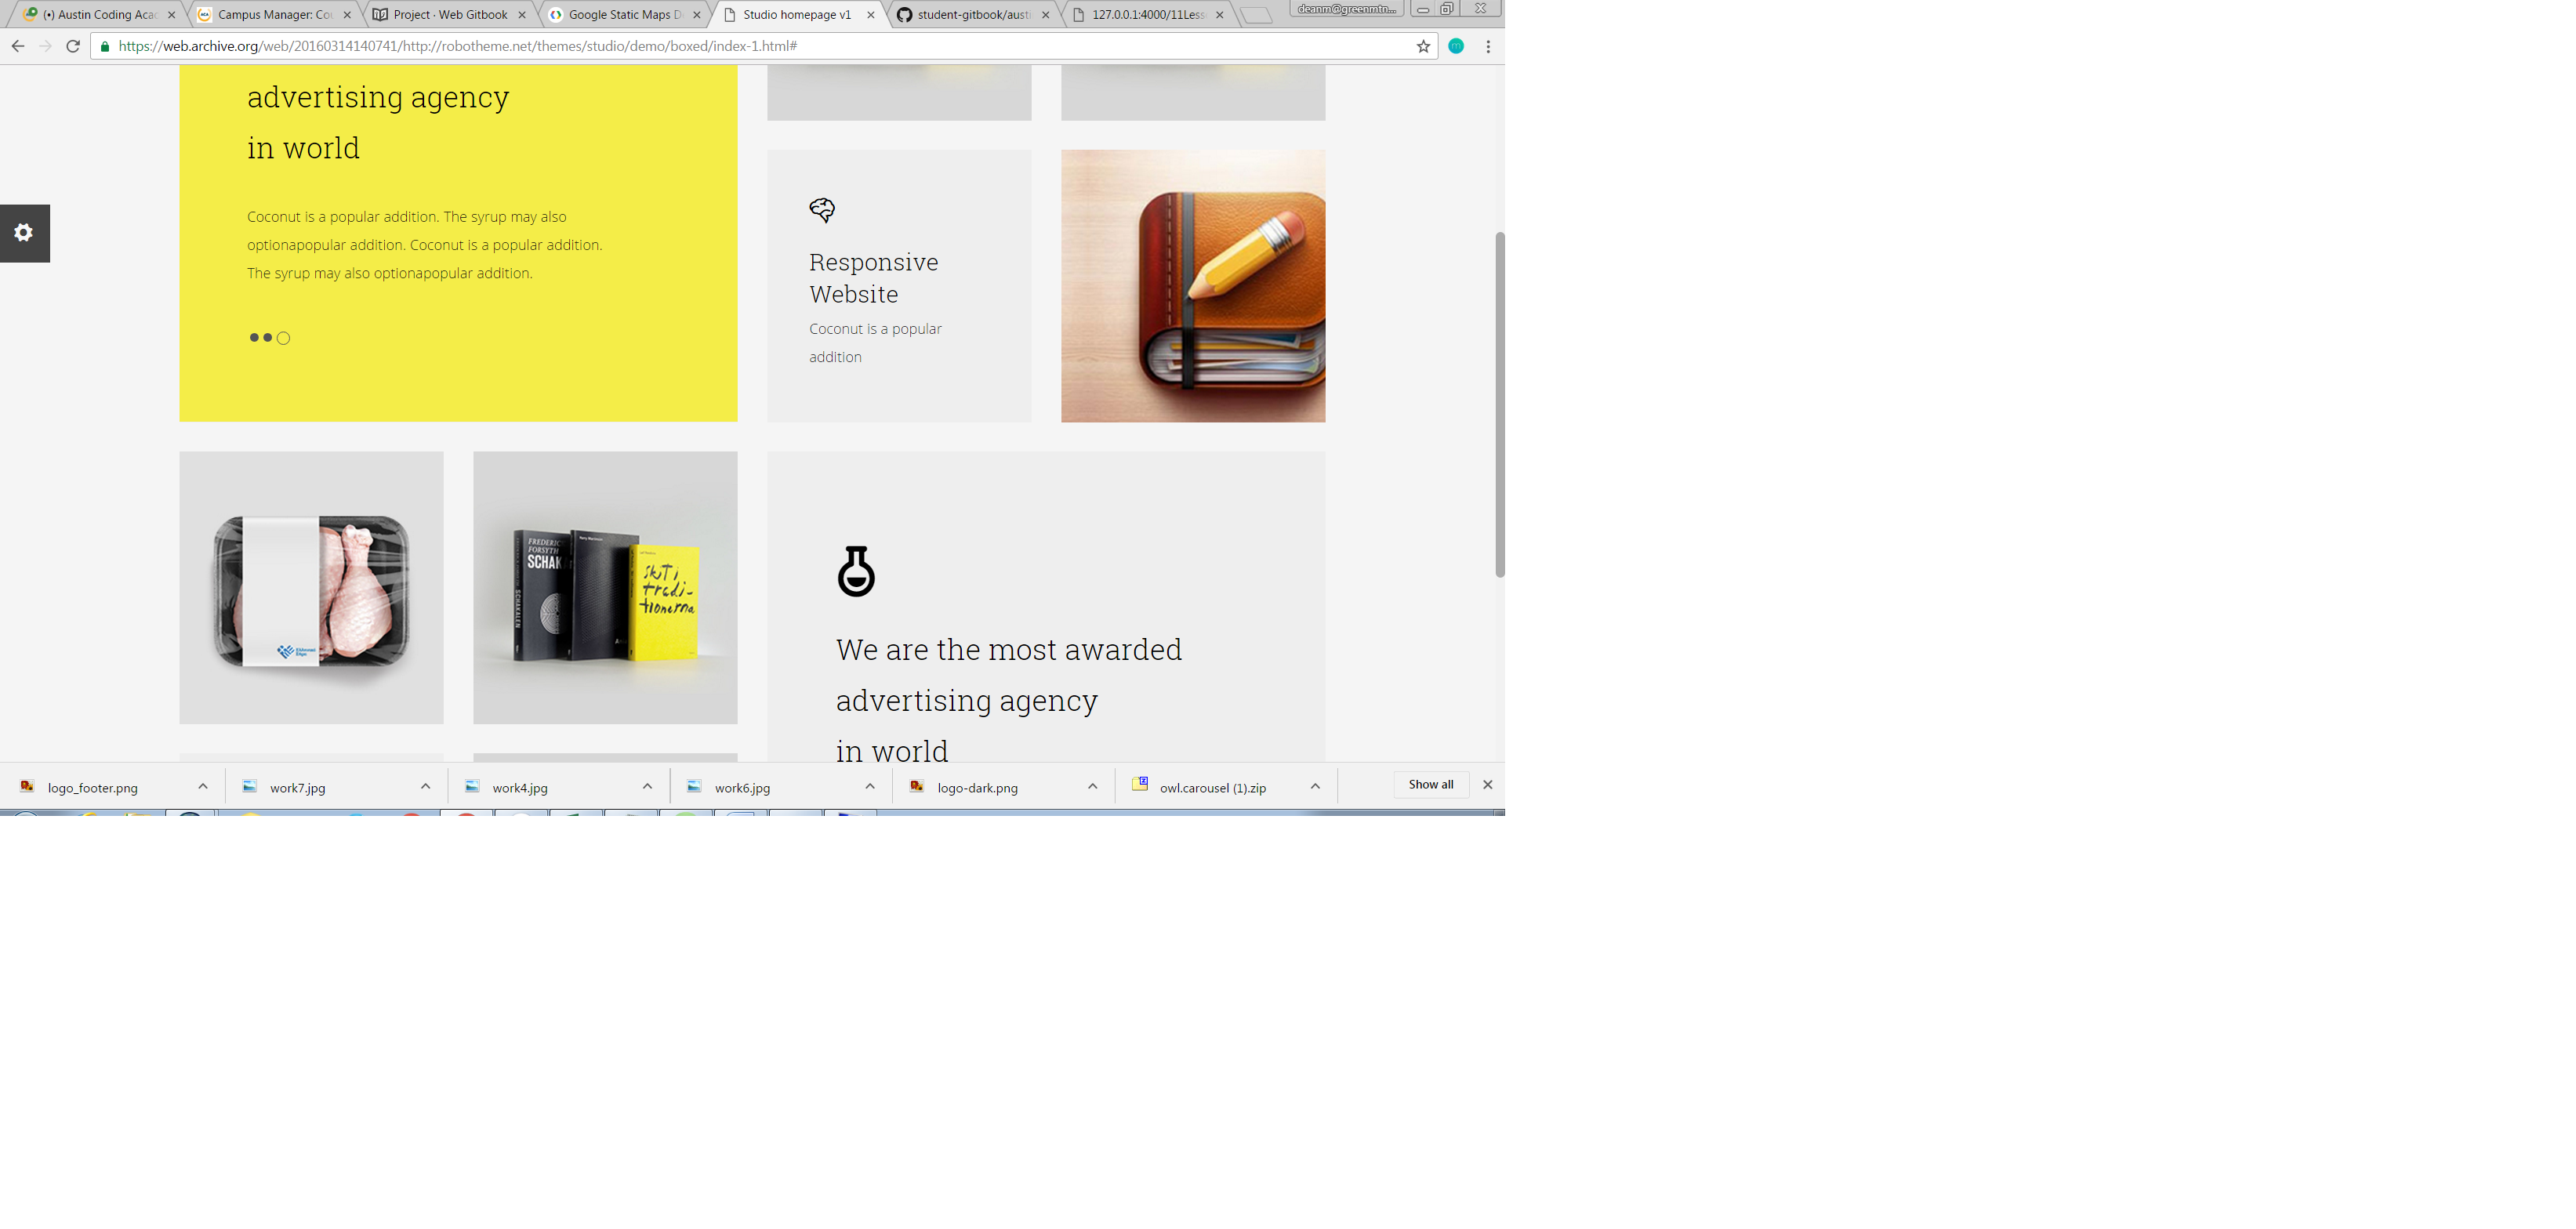 (•) Austin Coding Aca
Campus Manager: Cou
Project · Web Gitbook
Google Static Maps D
Studio homepage v1
student-gitbook/austi
127.0.0.1:4000/11Less
deanm@greenmtn...
https://web.archive.org/web/20160314140741/http://robotheme.net/themes/studio/demo/boxed/index-1.html#
m
advertising agency
in world
Coconut is a popular addition. The syrup may also
optionapopular addition. Coconut is a popular addition.
The syrup may also optionapopular addition.
Responsive
Website
Coconut is a popular
addition
FREDERIC
FORSYTH
SCHAK
SCHAKALEN
skiti
tradi-
tionerna
We are the most awarded
advertising agency
in world
logo_footer.png
work7.jpg
work4.jpg
work6.jpg
logo-dark.png
owl.carousel (1).zip
Show all